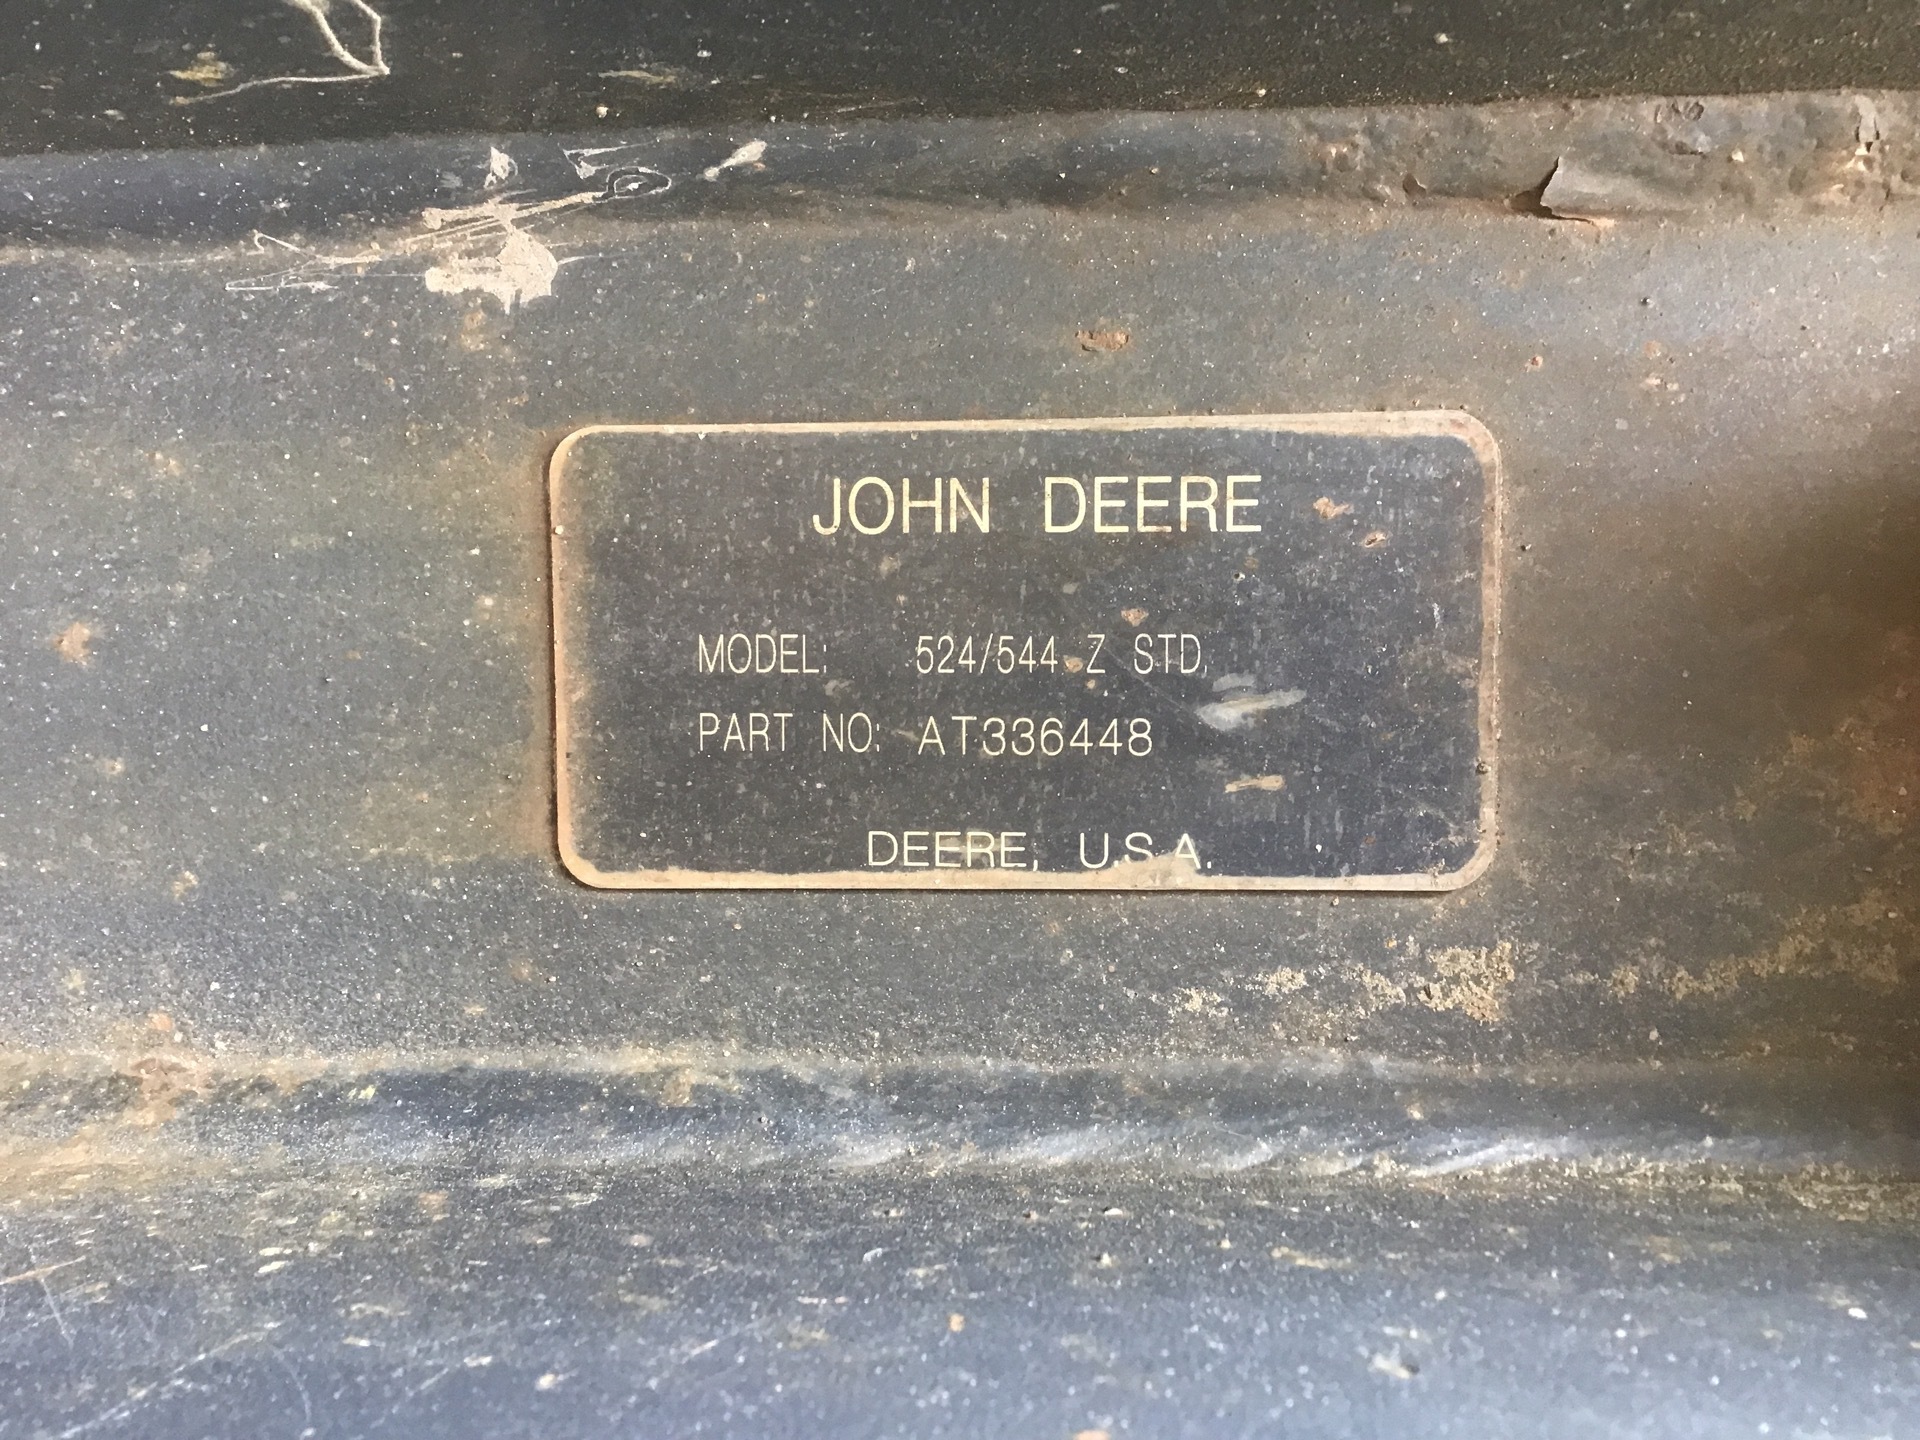 JOHN DEERE
MODEL: 524/544 Z STD.
PART NO: AT336448
DEERE, U.S.A.